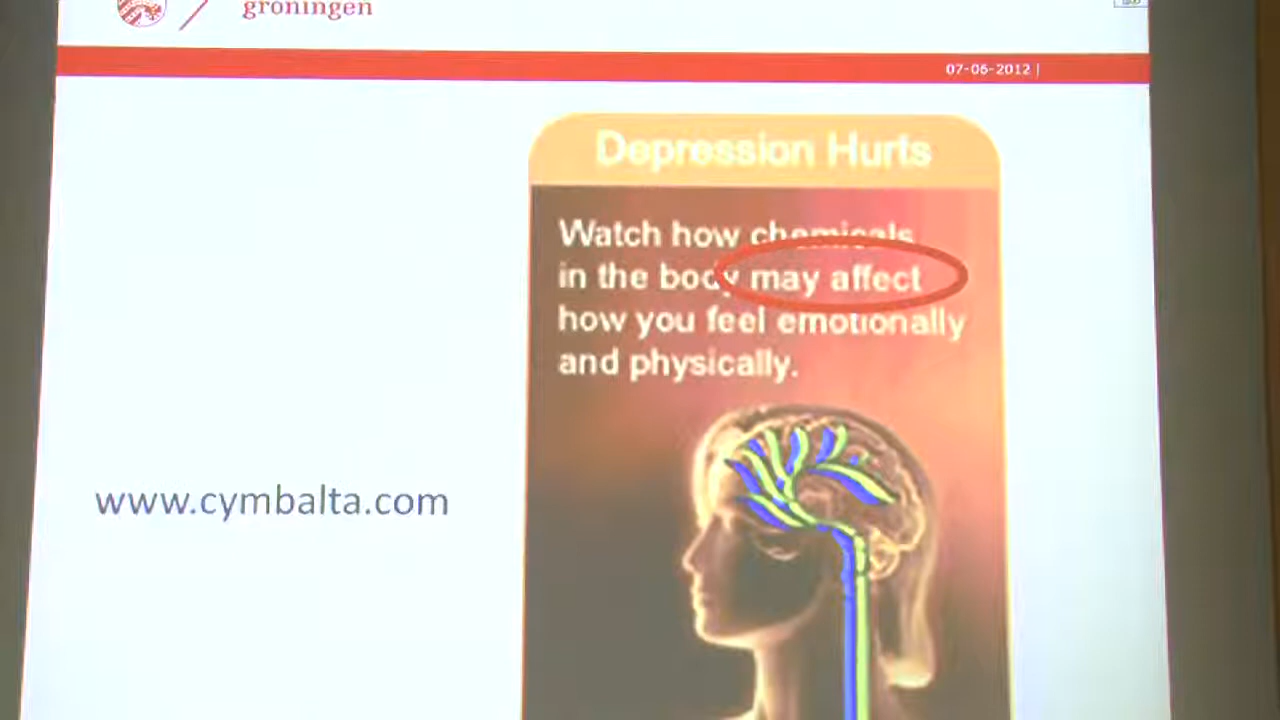 groningen
07-06-2012 |
Depression Hurts
Watch how chemicals
in the body may affect
how you feel emotionally
and physically.
www.cymbalta.com